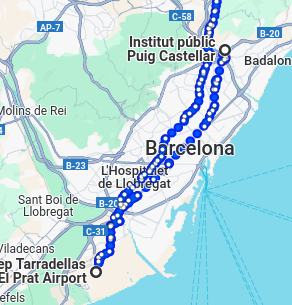 C-58
AP-7
B-20
Institut públic
Puig Castellar
Badalon
Molins de Rei
Barcelona
B-23
L'Hospitalet
de Llobregat
Sant Boi de
Llobregat
B-20
C-31
Viladecans
ep Tarradellas
El Prat Airport
efels